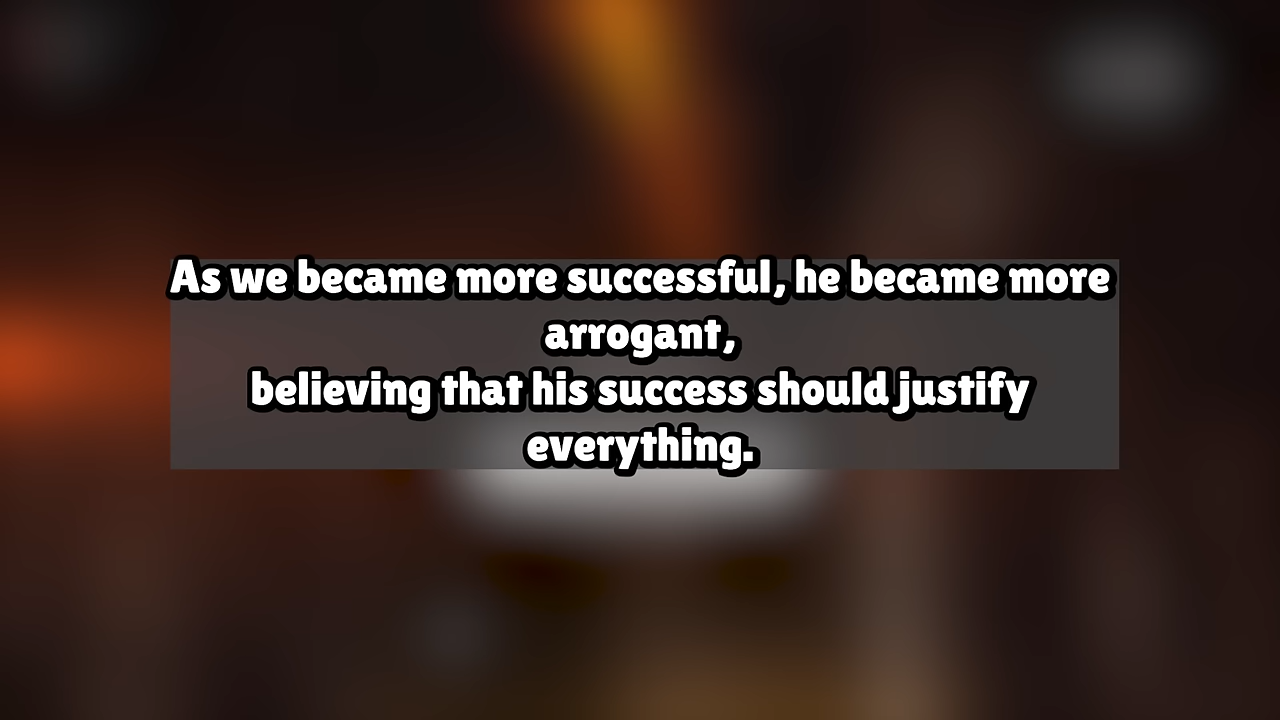 As we became more successful, he became more
arrogant,
believing that his success should justify
everything.